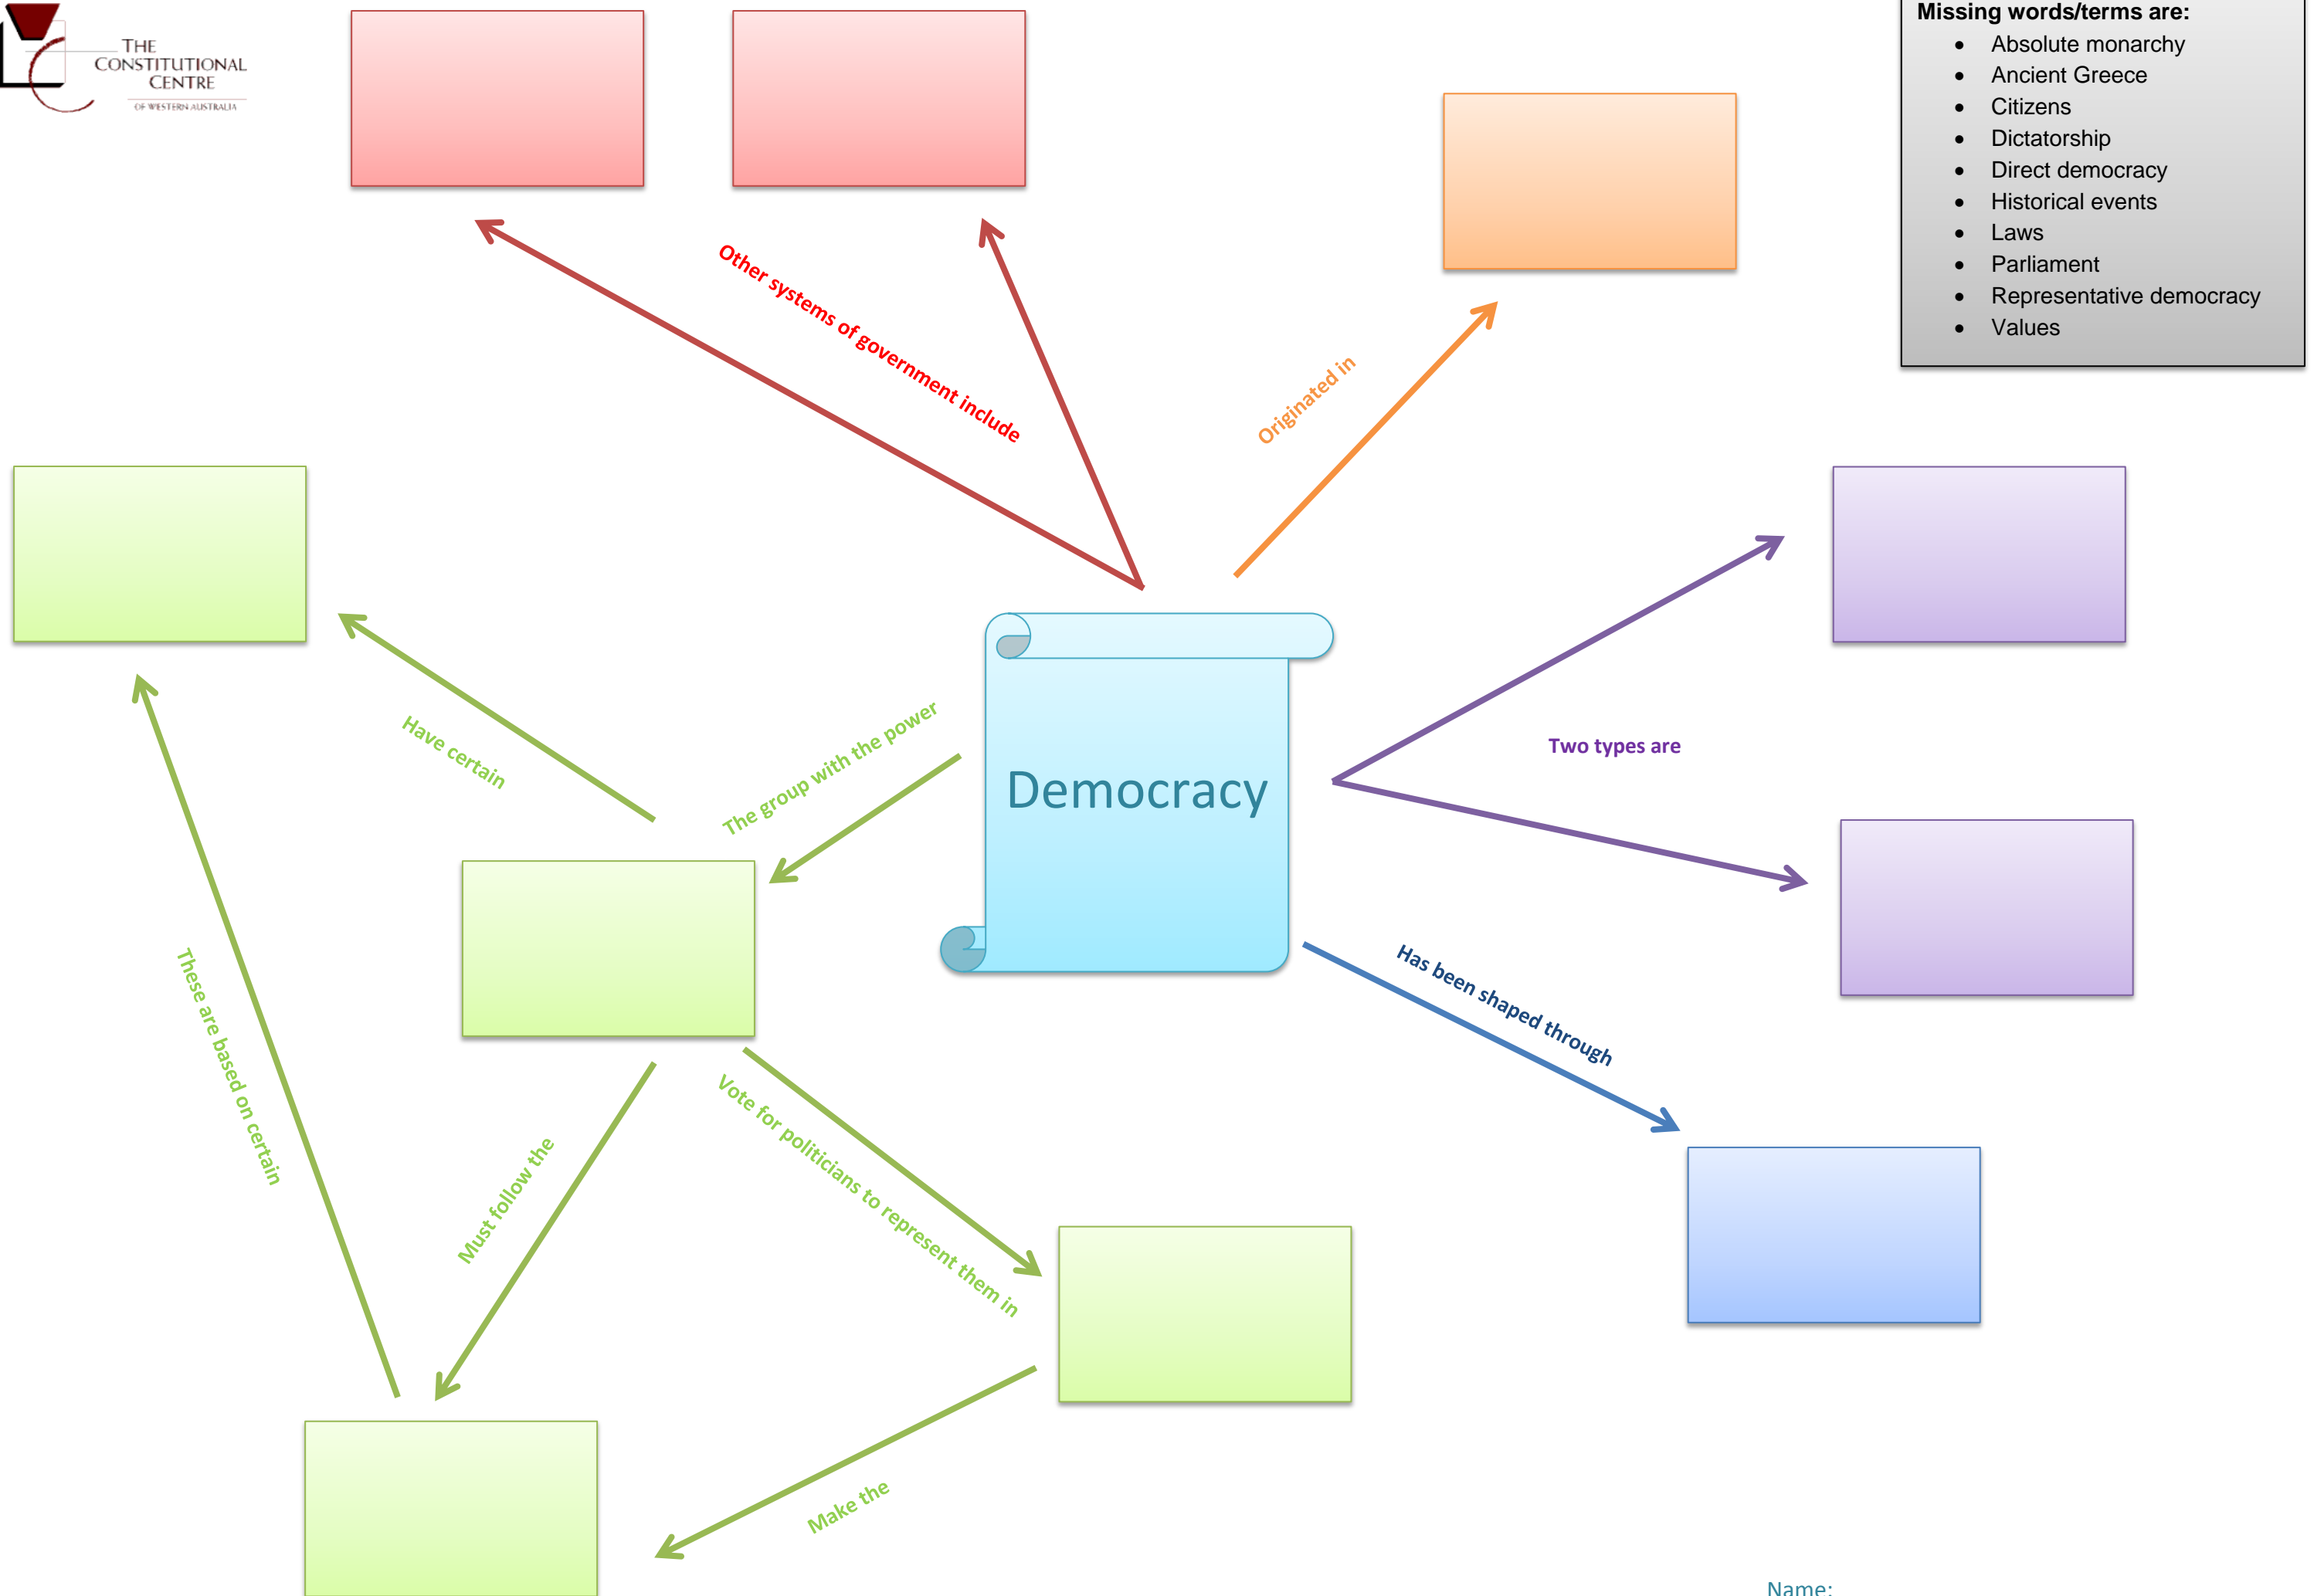 THE
CONSTITUTIONAL
CENTRE
OF WESTERN AUSTRALIA
Missing words/terms are:
• Absolute monarchy
• Ancient Greece
• Citizens
• Dictatorship
• Direct democracy
• Historical events
• Laws
• Parliament
• Representative democracy
• Values
Other systems of government include
Originated in
Have certain
The group with the power
Democracy
Two types are
These are based on certain
Has been shaped through
Must follow the
Vote for politicians to represent them in
Make the
Name: